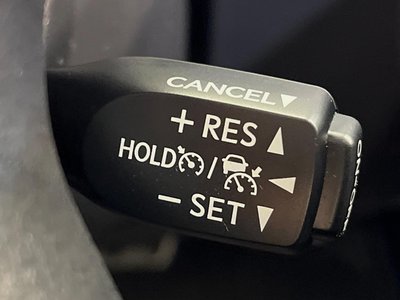 CANCEL▼
+ RES ▲
HOLD / ◀
− SET ▼